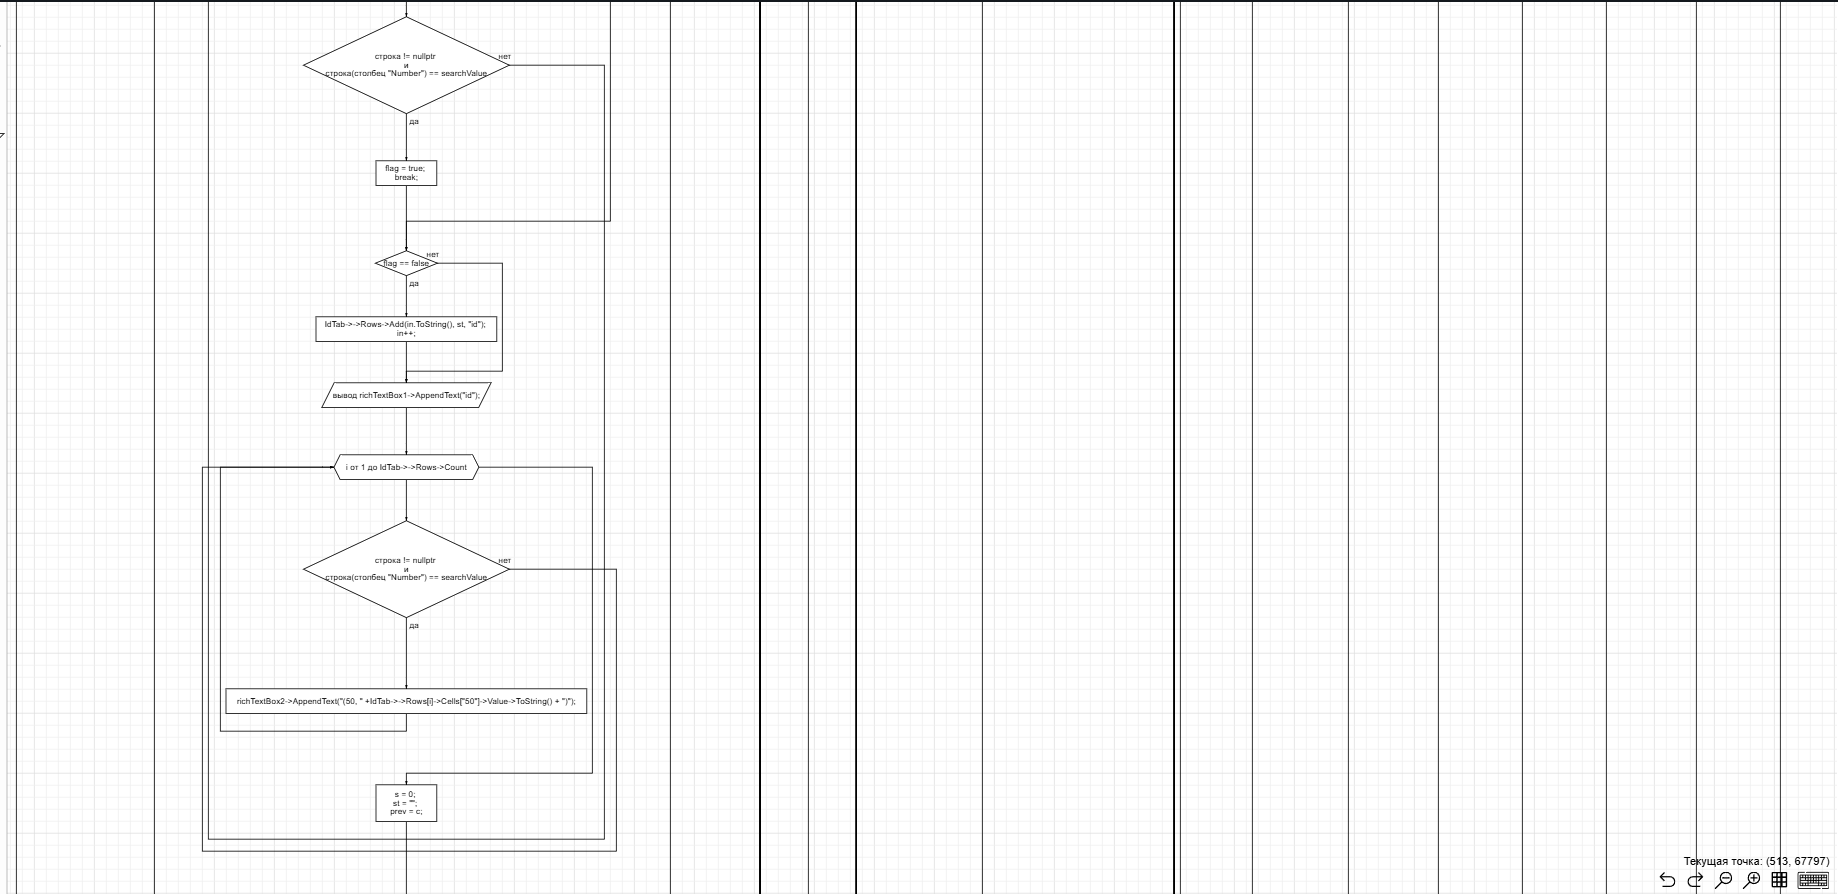 строка != nullptr
и
строка(столбец "Number") == searchValue
нет
да
flag = true;
break;
flag == false
нет
да
IdTab->->Rows->Add(in.ToString(), st, "id");
in++;
вывод richTextBox1->AppendText("id");
i от 1 до IdTab->->Rows->Count
строка != nullptr
и
строка(столбец "Number") == searchValue
нет
да
richTextBox2->AppendText("(50, " +IdTab->->Rows[i]->Cells["50"]->Value->ToString() + ")");
s = 0;
st = "";
prev = c;
Текущая точка: (513, 67797)